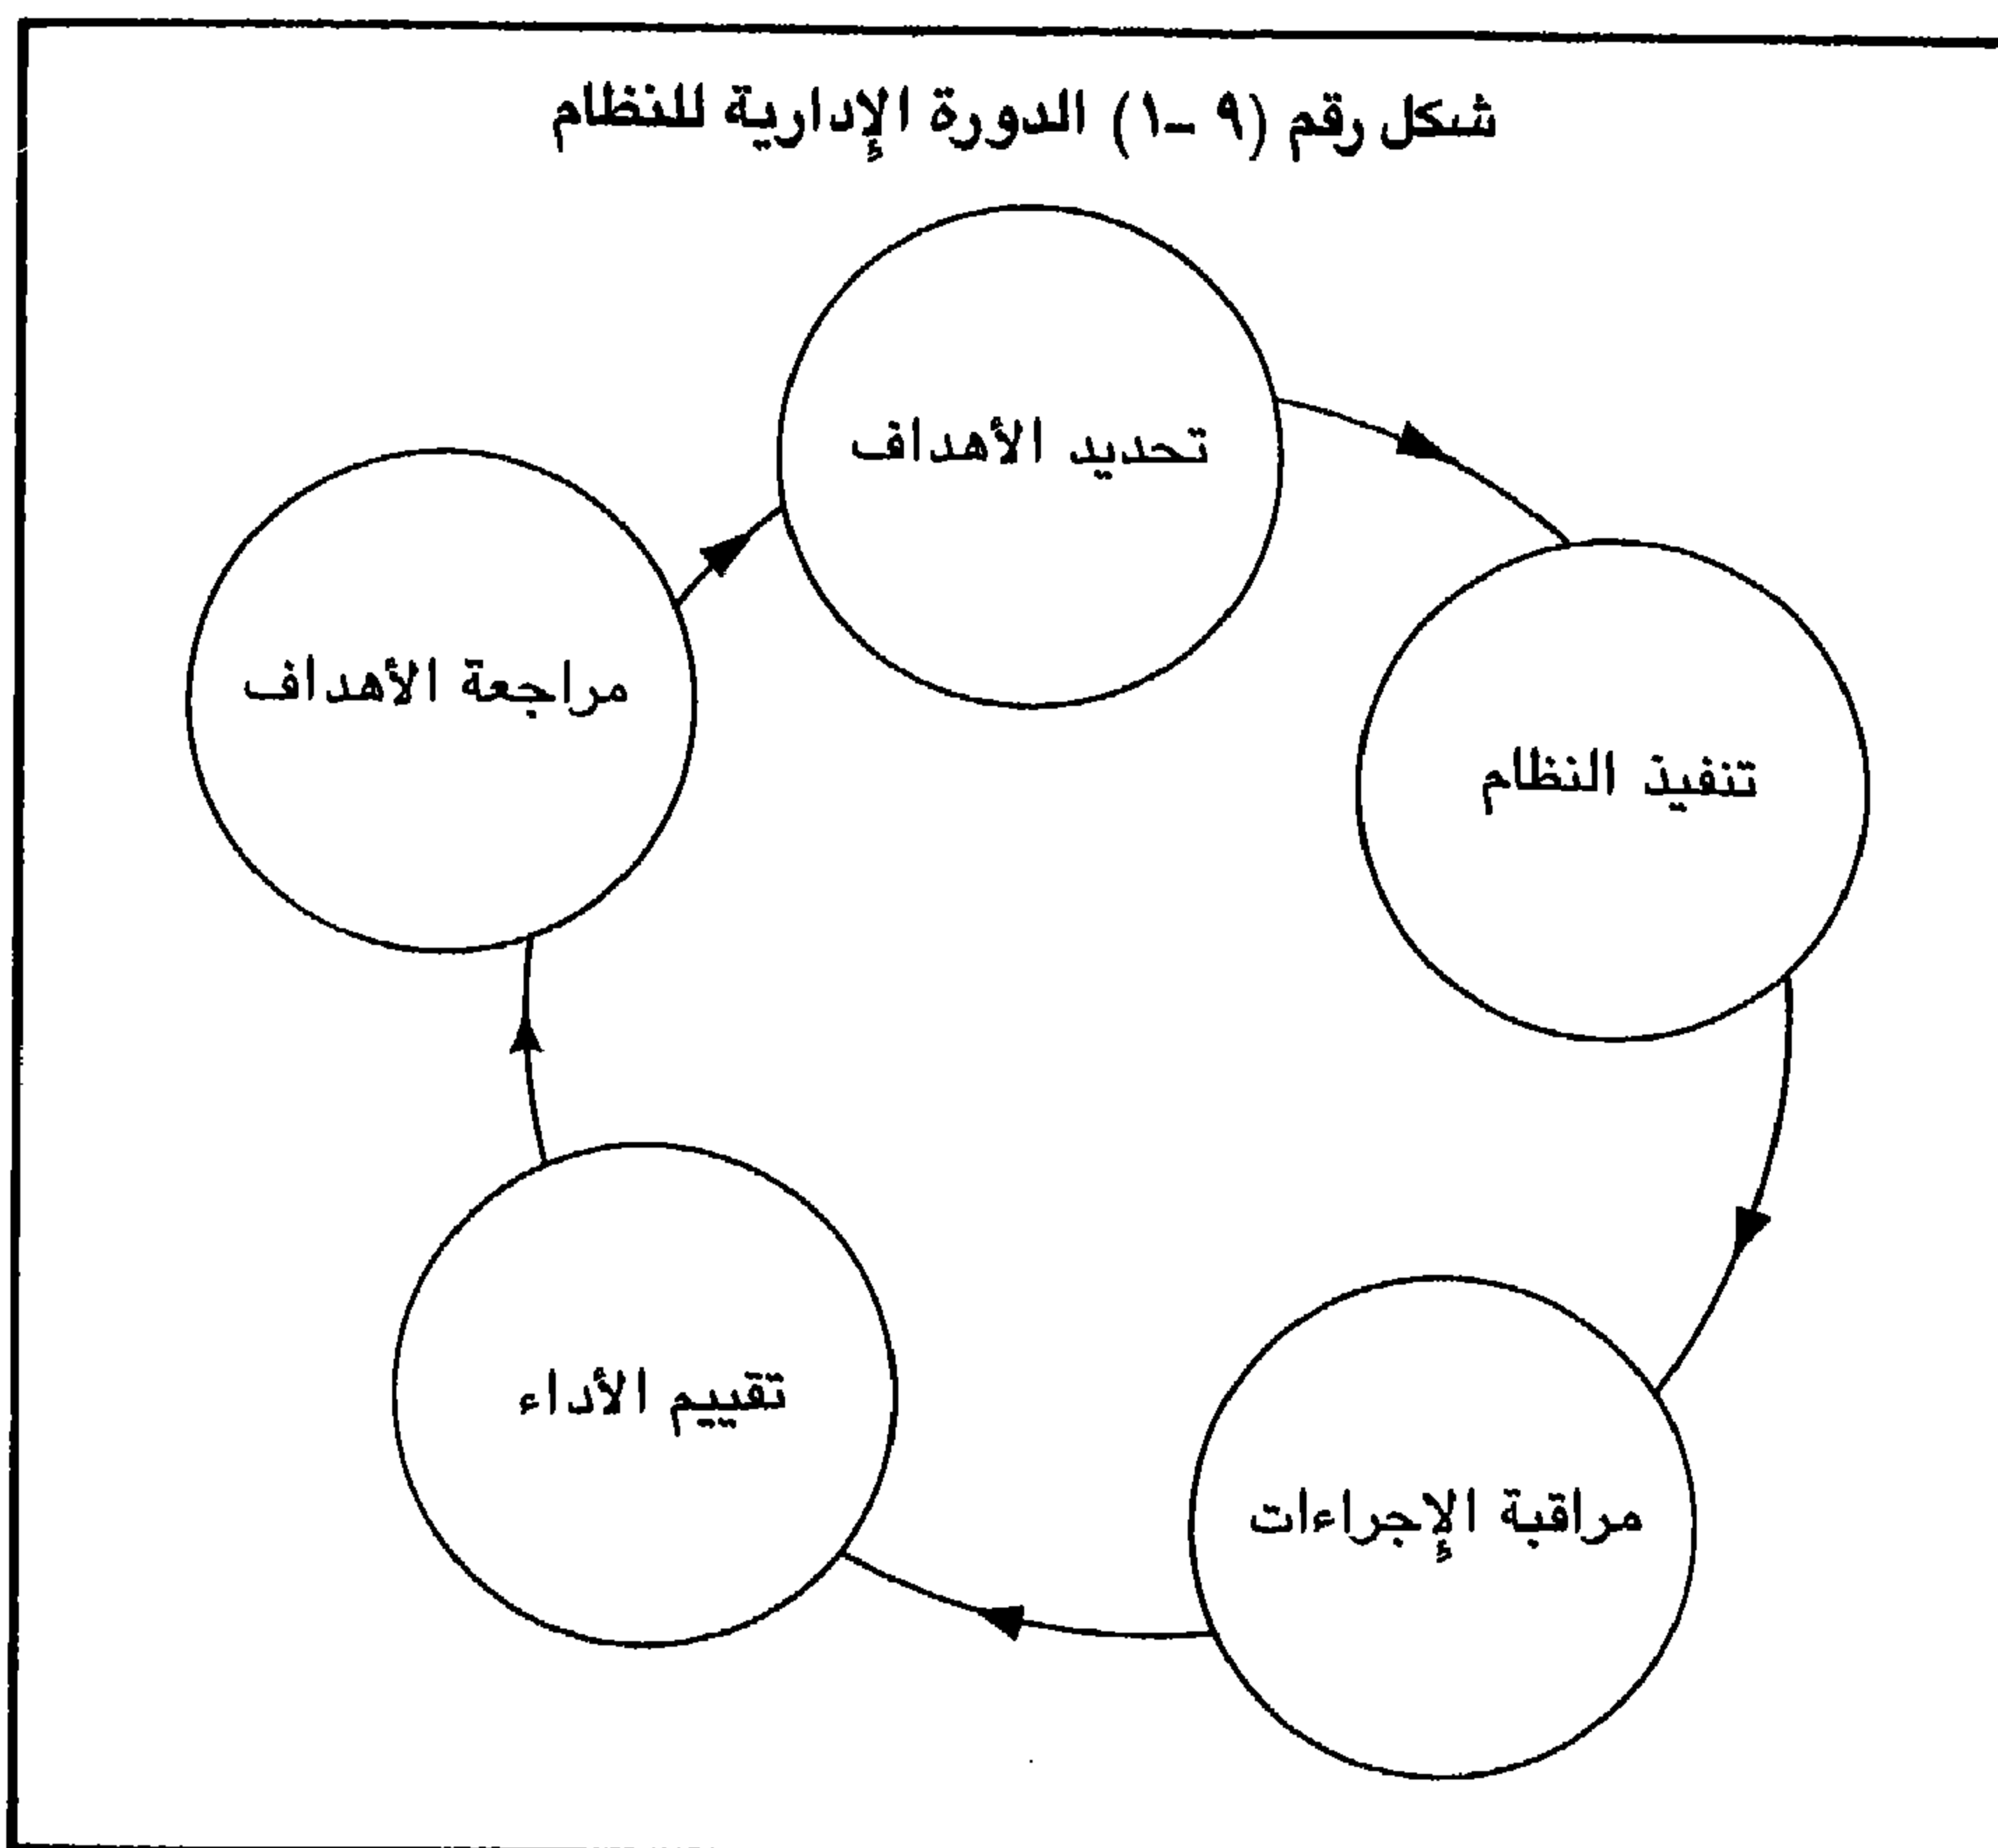 شكل رقم (٩ -١) الدورة الإدارية للنظام
تحديد الأهداف
تنفيذ النظام
مراقبة الإجراءات
تقييم الأداء
مراجعة الأهداف